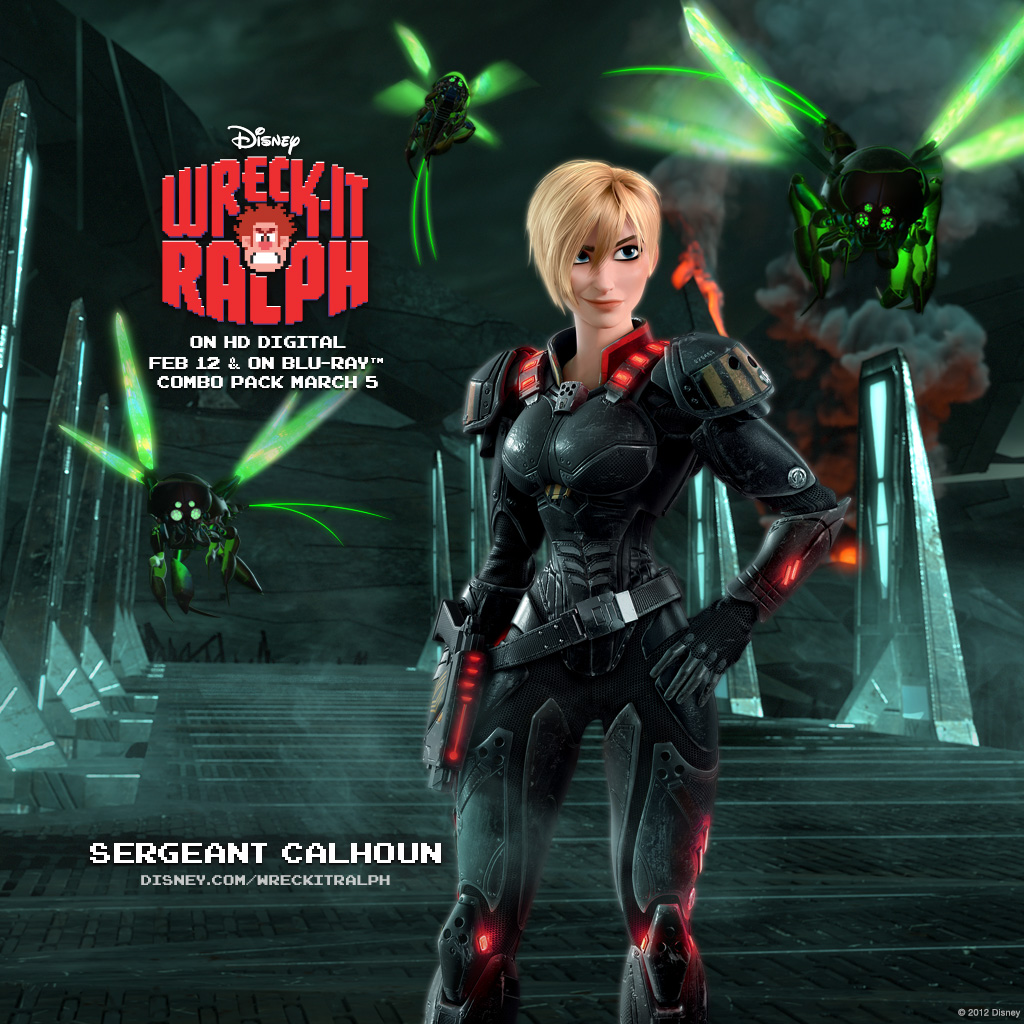 Disney
WRECK-IT
RALPH
ON HD DIGITAL
FEB 12 & ON BLU-RAY™
COMBO PACK MARCH 5
SERGEANT CALHOUN
DISNEY.COM/WRECKITRALPH
© 2012 Disney